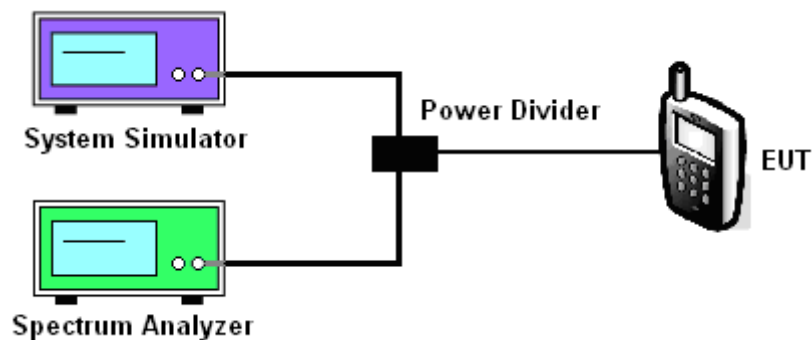 System Simulator
Power Divider
EUT
Spectrum Analyzer